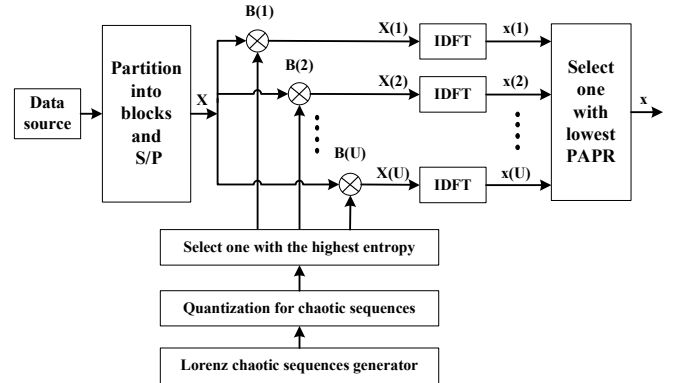 B(1)
X(1)
IDFT
x(1)
Partition
into
blocks
and
S/P
Data
source
X
B(2)
X(2)
IDFT
x(2)
B(U)
X(U)
IDFT
x(U)
Select
one
with
lowest
PAPR
x
Select one with the highest entropy
Quantization for chaotic sequences
Lorenz chaotic sequences generator